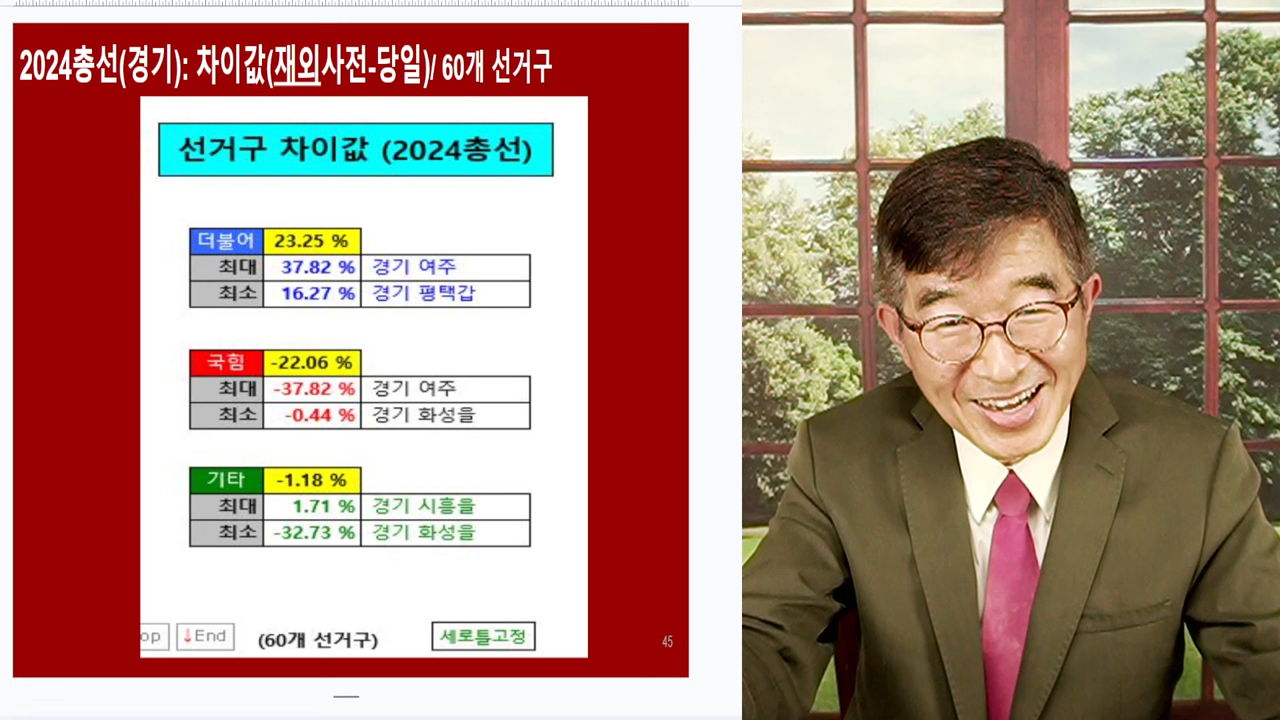 2024총선(경기): 차이값(재외사전-당일)/ 60개 선거구
선거구 차이값 (2024총선)
더불어 23.25 %
최대 37.82 % 경기 여주
최소 16.27 % 경기 평택갑
국힘 -22.06 %
최대 -37.82 % 경기 여주
최소 -0.44 % 경기 화성을
기타 -1.18 %
최대 1.71 % 경기 시흥을
최소 -32.73 % 경기 화성을
op ↓End (60개 선거구) 세로틀고정
45